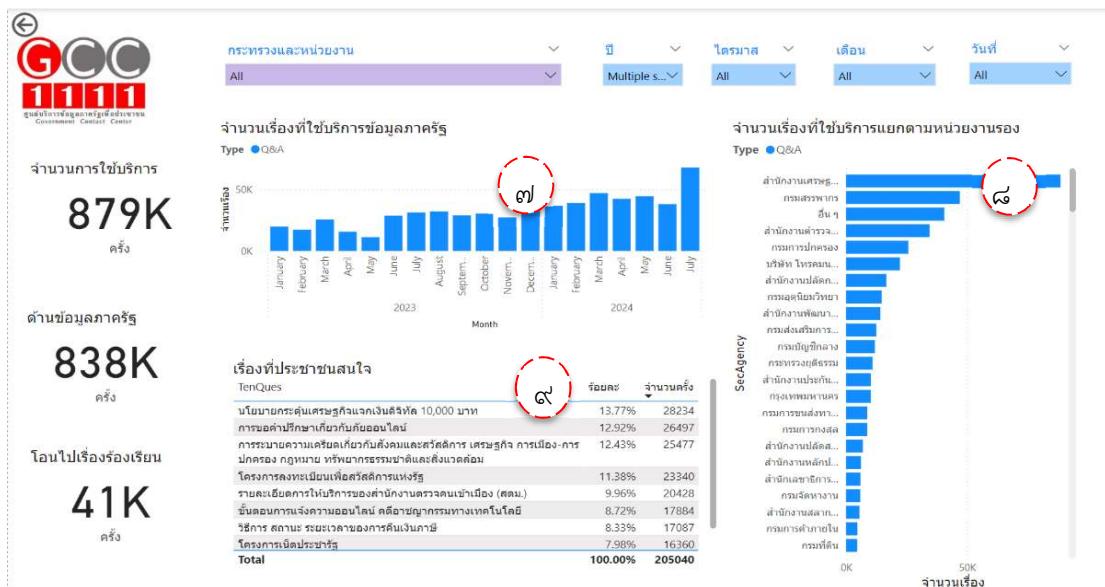 GCC
1111
ศูนย์บริการข้อมูลภาครัฐเพื่อประชาชน
Government Contact Center
กระทรวงและหน่วยงาน
All
ปี
Multiple s...
ไตรมาส
All
เดือน
All
วันที่
All
จำนวนการใช้บริการ
879K
ครั้ง
ด้านข้อมูลภาครัฐ
838K
ครั้ง
โอนไปเรื่องร้องเรียน
41K
ครั้ง
จำนวนเรื่องที่ใช้บริการข้อมูลภาครัฐ
Type Q&A
จำนวนเรื่อง
50K
0K
๗
January
February
March
April
May
June
July
August
Septem...
October
Novem...
Decem...
January
February
March
April
May
June
July
2023
2024
Month
เรื่องที่ประชาชนสนใจ
TenQues ร้อยละ จำนวนครั้ง
๙
นโยบายกระตุ้นเศรษฐกิจแจกเงินดิจิทัล 10,000 บาท 13.77% 28234
การขอคำปรึกษาเกี่ยวกับภัยออนไลน์ 12.92% 26497
การระบายความเครียดเกี่ยวกับสังคมและสวัสดิการ เศรษฐกิจ การเมือง-การ 12.43% 25477
ปกครอง กฎหมาย ทรัพยากรธรรมชาติและสิ่งแวดล้อม
โครงการลงทะเบียนเพื่อสวัสดิการแห่งรัฐ 11.38% 23340
รายละเอียดการให้บริการของสำนักงานตรวจคนเข้าเมือง (สตม.) 9.96% 20428
ขั้นตอนการแจ้งความออนไลน์ คดีอาชญากรรมทางเทคโนโลยี 8.72% 17884
วิธีการ สถานะ ระยะเวลาของการคืนเงินภาษี 8.33% 17087
โครงการเน็ตประชารัฐ 7.98% 16360
Total 100.00% 205040
จำนวนเรื่องที่ใช้บริการแยกตามหน่วยงานรอง
Type Q&A
๘
SecAgency
สำนักงานเศรษฐ...
กรมสรรพากร
อื่น ๆ
สำนักงานตำรวจ...
กรมการปกครอง
บริษัท โทรคมน...
สำนักงานปลัดก...
กรมอุตุนิยมวิทยา
สำนักงานพัฒนา...
กรมส่งเสริมการ...
กรมบัญชีกลาง
กระทรวงยุติธรรม
สำนักงานประกัน...
กรุงเทพมหานคร
กรมการขนส่งทา...
กรมการกงสุล
สำนักงานปลัดส...
สำนักงานหลักป...
สำนักเลขาธิการ...
กรมจัดหางาน
สำนักงานสลาก...
กรมการค้าภายใน
กรมที่ดิน
0K
50K
จำนวนเรื่อง